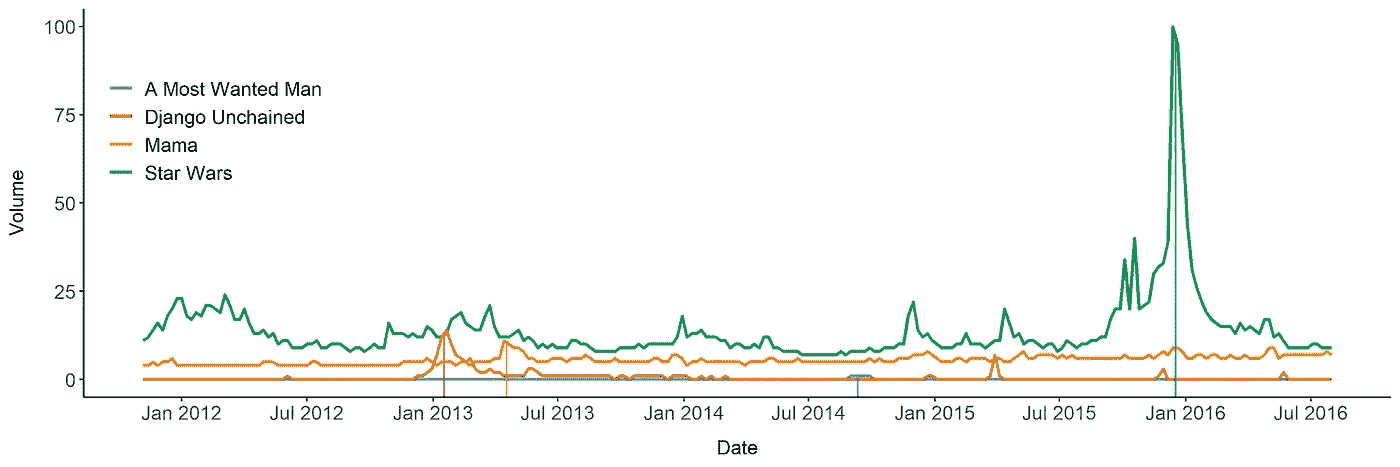 100
75
50
25
0
Volume
A Most Wanted Man
Django Unchained
Mama
Star Wars
Jan 2012 Jul 2012 Jan 2013 Jul 2013 Jan 2014 Jul 2014 Jan 2015 Jul 2015 Jan 2016 Jul 2016
Date